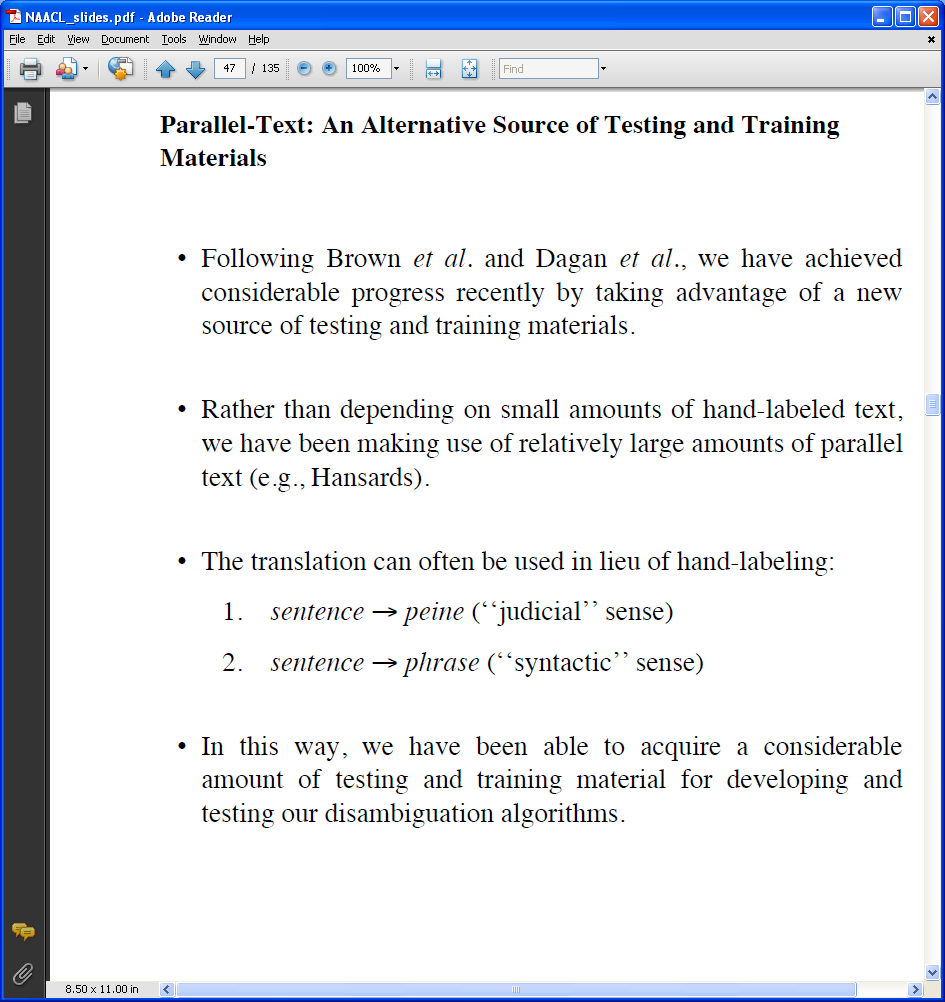 NAACL_slides.pdf - Adobe Reader
File Edit View Document Tools Window Help
47 / 135 100% Find
Parallel-Text: An Alternative Source of Testing and Training
Materials
• Following Brown et al. and Dagan et al., we have achieved
considerable progress recently by taking advantage of a new
source of testing and training materials.
• Rather than depending on small amounts of hand-labeled text,
we have been making use of relatively large amounts of parallel
text (e.g., Hansards).
• The translation can often be used in lieu of hand-labeling:
1. sentence → peine (‘‘judicial’’ sense)
2. sentence → phrase (‘‘syntactic’’ sense)
• In this way, we have been able to acquire a considerable
amount of testing and training material for developing and
testing our disambiguation algorithms.
8.50 x 11.00 in